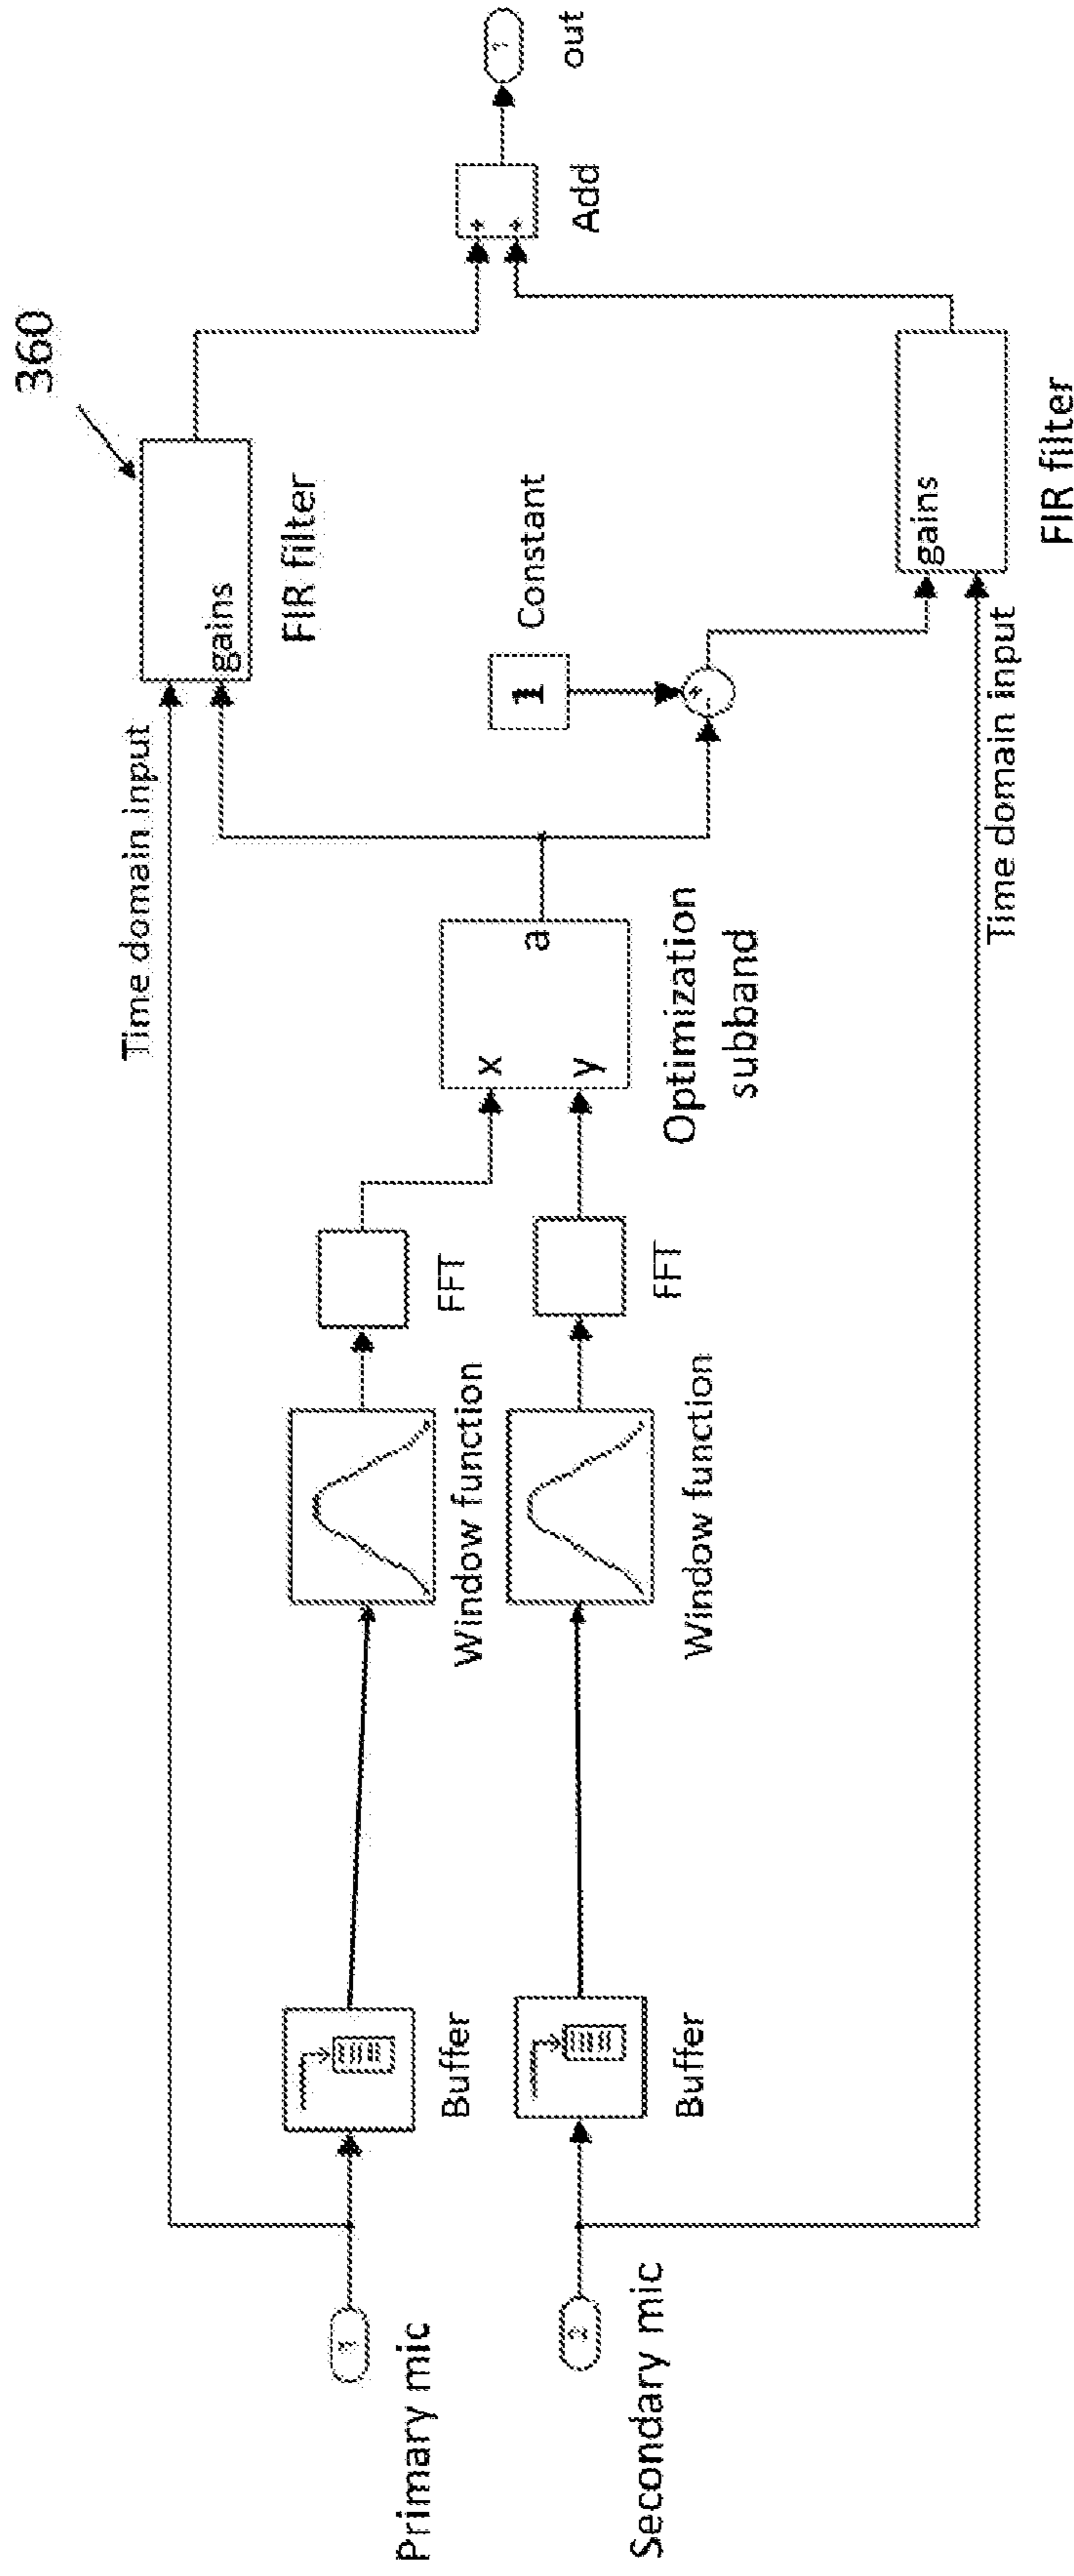 360
Time domain input
gains
FIR filter
Primary mic
Buffer
Window function
FFT
x
y
a
Optimization
subband
1
Constant
+
+
Add
out
2
Secondary mic
Buffer
Window function
FFT
gains
Time domain input
FIR filter